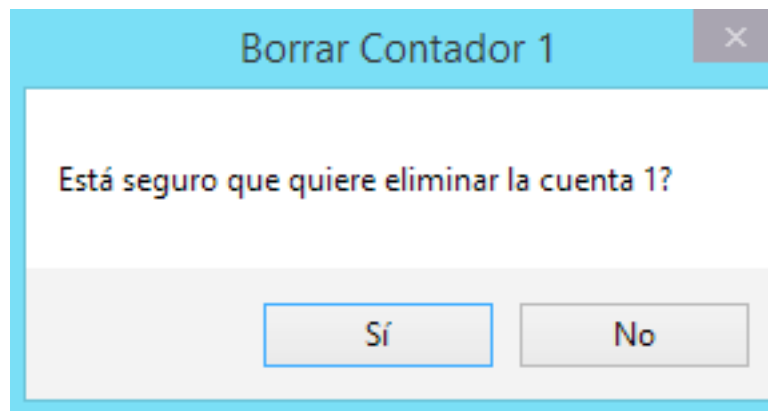 Borrar Contador 1
Está seguro que quiere eliminar la cuenta 1?
Sí
No